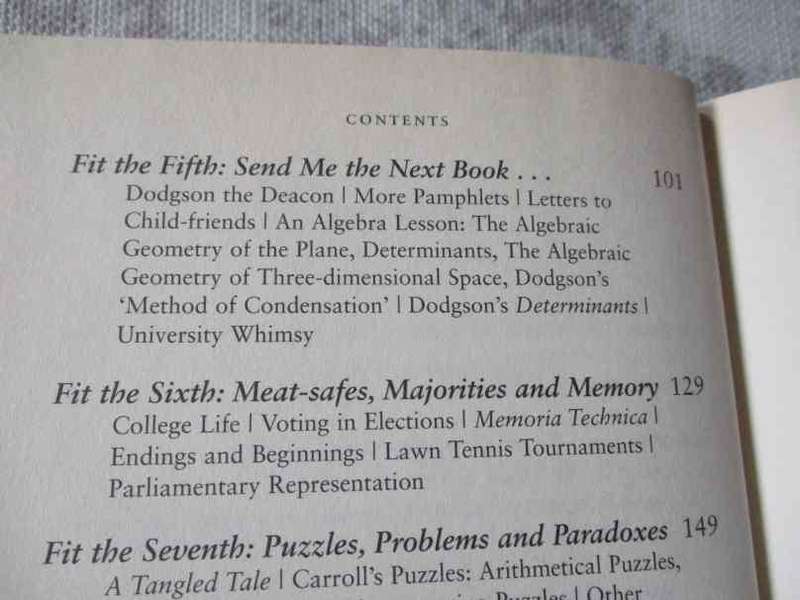 CONTENTS
Fit the Fifth: Send Me the Next Book . . . 101
Dodgson the Deacon | More Pamphlets | Letters to
Child-friends | An Algebra Lesson: The Algebraic
Geometry of the Plane, Determinants, The Algebraic
Geometry of Three-dimensional Space, Dodgson's
'Method of Condensation' | Dodgson's Determinants |
University Whimsy
Fit the Sixth: Meat-safes, Majorities and Memory 129
College Life | Voting in Elections | Memoria Technica |
Endings and Beginnings | Lawn Tennis Tournaments |
Parliamentary Representation
Fit the Seventh: Puzzles, Problems and Paradoxes 149
A Tangled Tale | Carroll's Puzzles: Arithmetical Puzzles,
Puzzles | Other